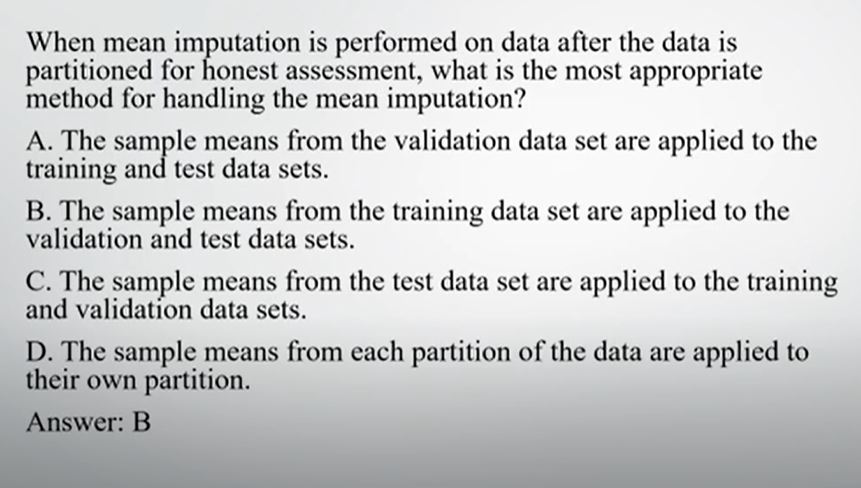 When mean imputation is performed on data after the data is
partitioned for honest assessment, what is the most appropriate
method for handling the mean imputation?
A. The sample means from the validation data set are applied to the
training and test data sets.
B. The sample means from the training data set are applied to the
validation and test data sets.
C. The sample means from the test data set are applied to the training
and validation data sets.
D. The sample means from each partition of the data are applied to
their own partition.
Answer: B